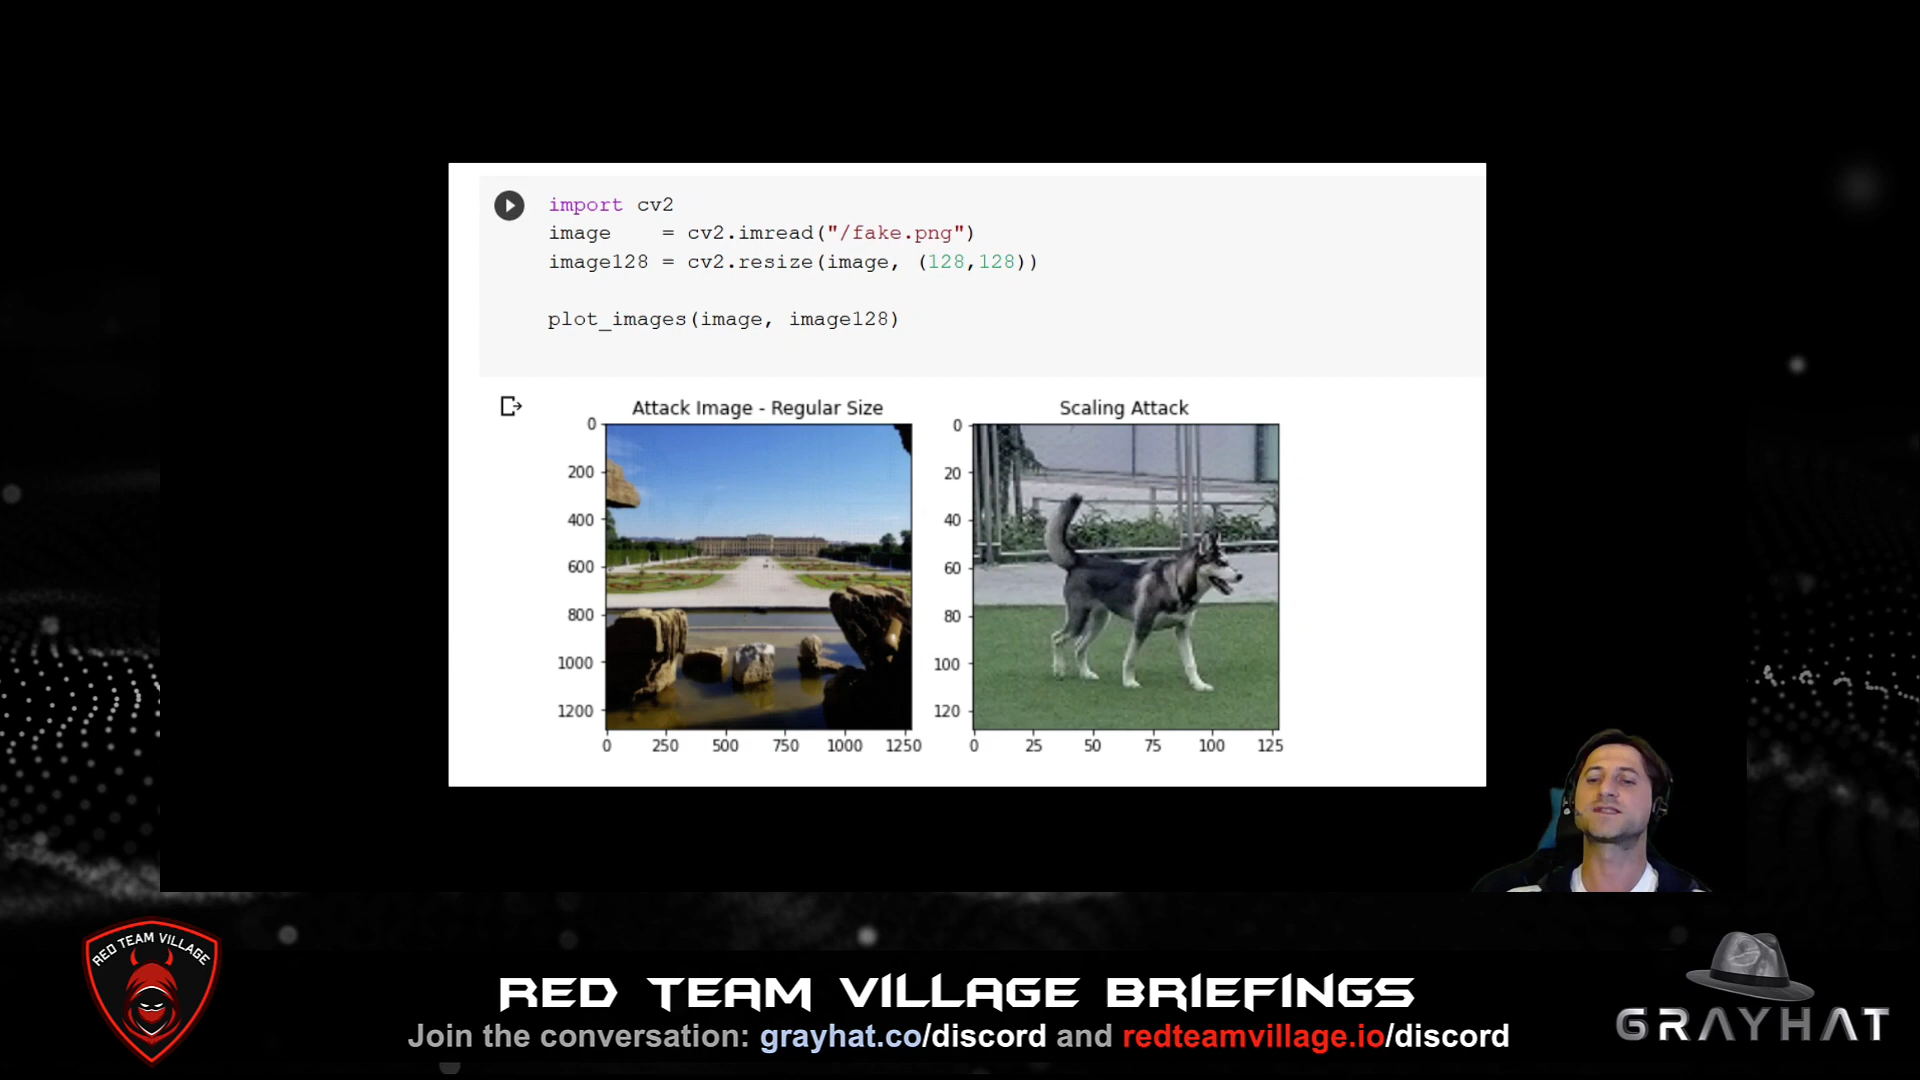 import cv2
image    = cv2.imread("/fake.png")
image128 = cv2.resize(image, (128,128))
plot_images(image, image128)
Attack Image - Regular Size
0
200
400
600
800
1000
1200
0 250 500 750 1000 1250
Scaling Attack
0
20
40
60
80
100
120
0 25 50 75 100 125
RED TEAM VILLAGE
RED TEAM VILLAGE BRIEFINGS
Join the conversation: grayhat.co/discord and redteamvillage.io/discord
GRAYHAT